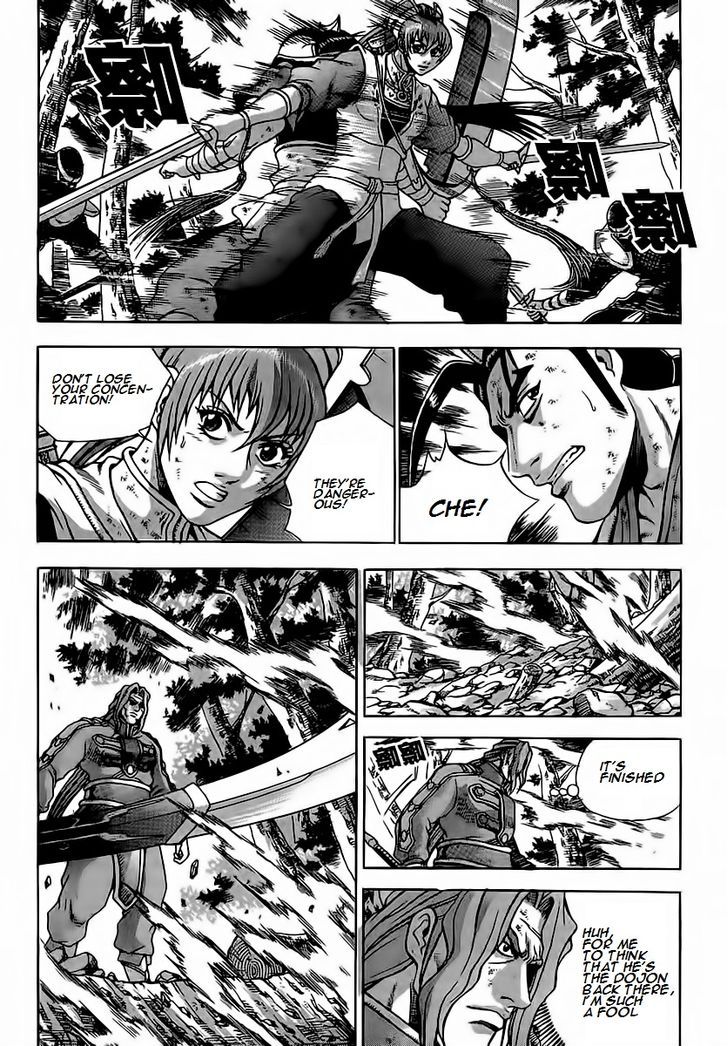 DON'T LOSE
YOUR CONCEN-
TRATION!
THEY'RE
DANGER-
OUS!
CHE!
IT'S
FINISHED
HUH,
FOR ME
TO THINK
THAT HE'S
THE DOJON
BACK THERE,
I'M SUCH
A FOOL